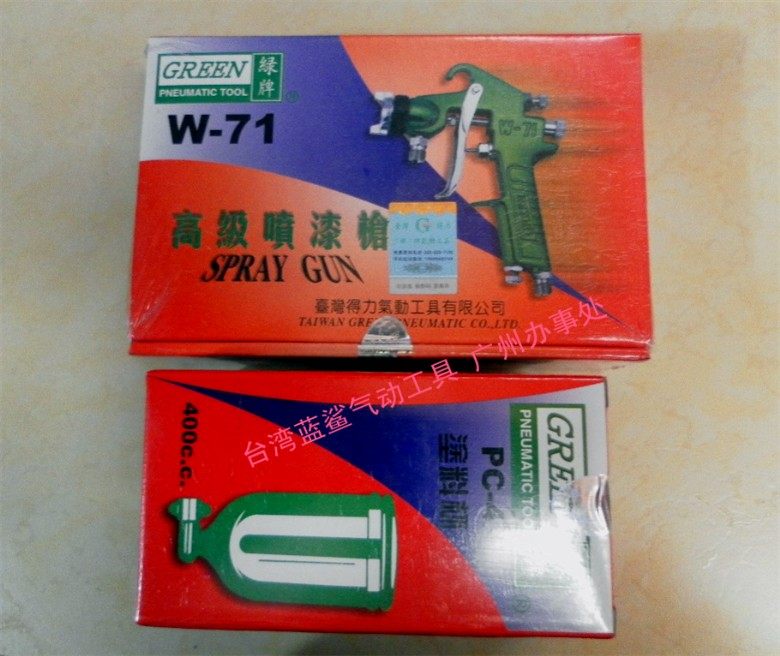 GREEN 綠牌
PNEUMATIC TOOL
®
W-71
W-71
高級噴漆槍
SPRAY GUN
G
臺灣得力氣動工具有限公司
TAIWAN GREEN PNEUMATIC CO.,LTD
台湾蓝鲨气动工具 广州办事处
400c.c.
GREEN
PNEUMATIC TOOL
®
PC-4
塗料